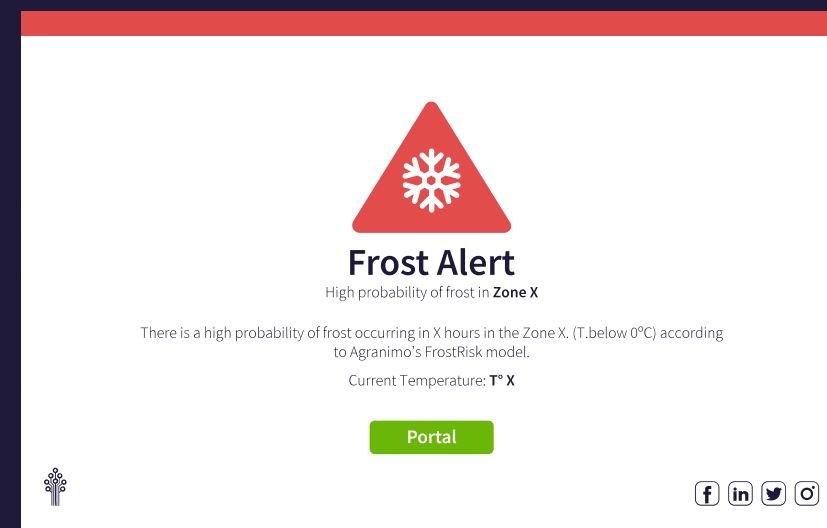 Frost Alert
High probability of frost in Zone X
There is a high probability of frost occurring in X hours in the Zone X. (T.below 0ºC) according
to Agranimo's FrostRisk model.
Current Temperature: T° X
Portal